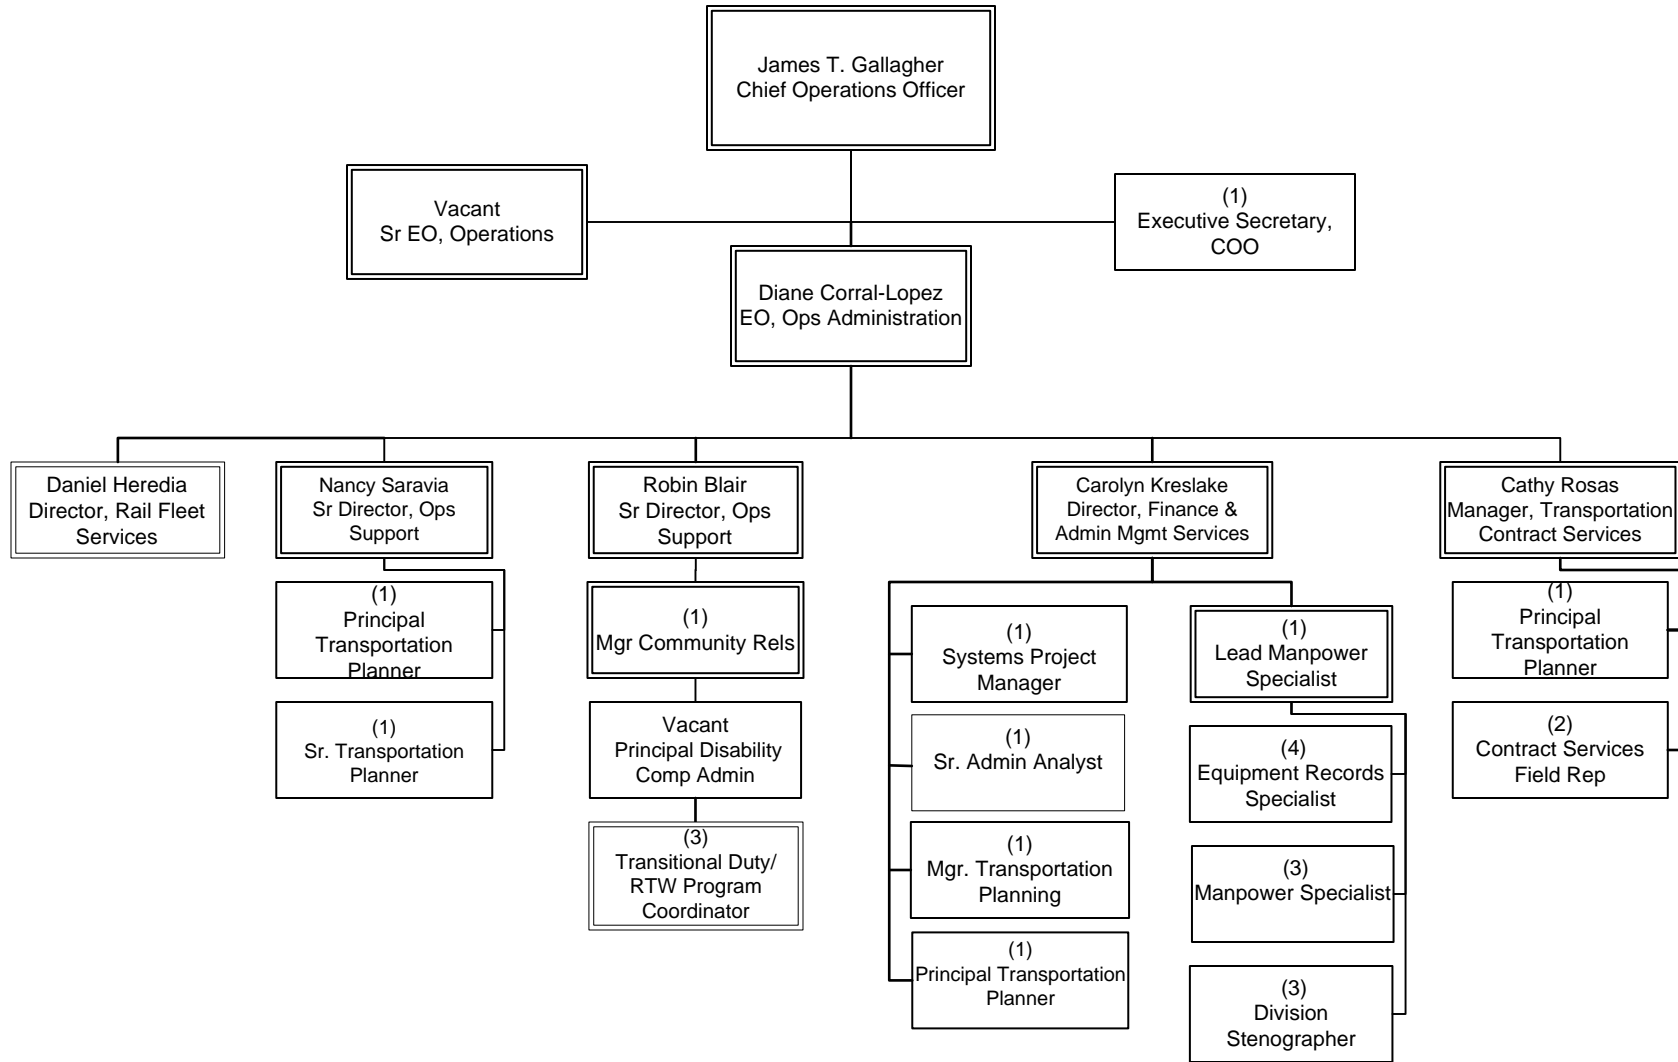 James T. Gallagher
Chief Operations Officer
Vacant
Sr EO, Operations
(1)
Executive Secretary,
COO
Diane Corral-Lopez
EO, Ops Administration
Daniel Heredia
Director, Rail Fleet
Services
Nancy Saravia
Sr Director, Ops
Support
Robin Blair
Sr Director, Ops
Support
Carolyn Kreslake
Director, Finance &
Admin Mgmt Services
Cathy Rosas
Manager, Transportation
Contract Services
(1)
Principal
Transportation
Planner
(1)
Sr. Transportation
Planner
(1)
Mgr Community Rels
Vacant
Principal Disability
Comp Admin
(3)
Transitional Duty/
RTW Program
Coordinator
(1)
Systems Project
Manager
(1)
Sr. Admin Analyst
(1)
Mgr. Transportation
Planning
(1)
Principal Transportation
Planner
(1)
Lead Manpower
Specialist
(4)
Equipment Records
Specialist
(3)
Manpower Specialist
(3)
Division
Stenographer
(1)
Principal
Transportation
Planner
(2)
Contract Services
Field Rep